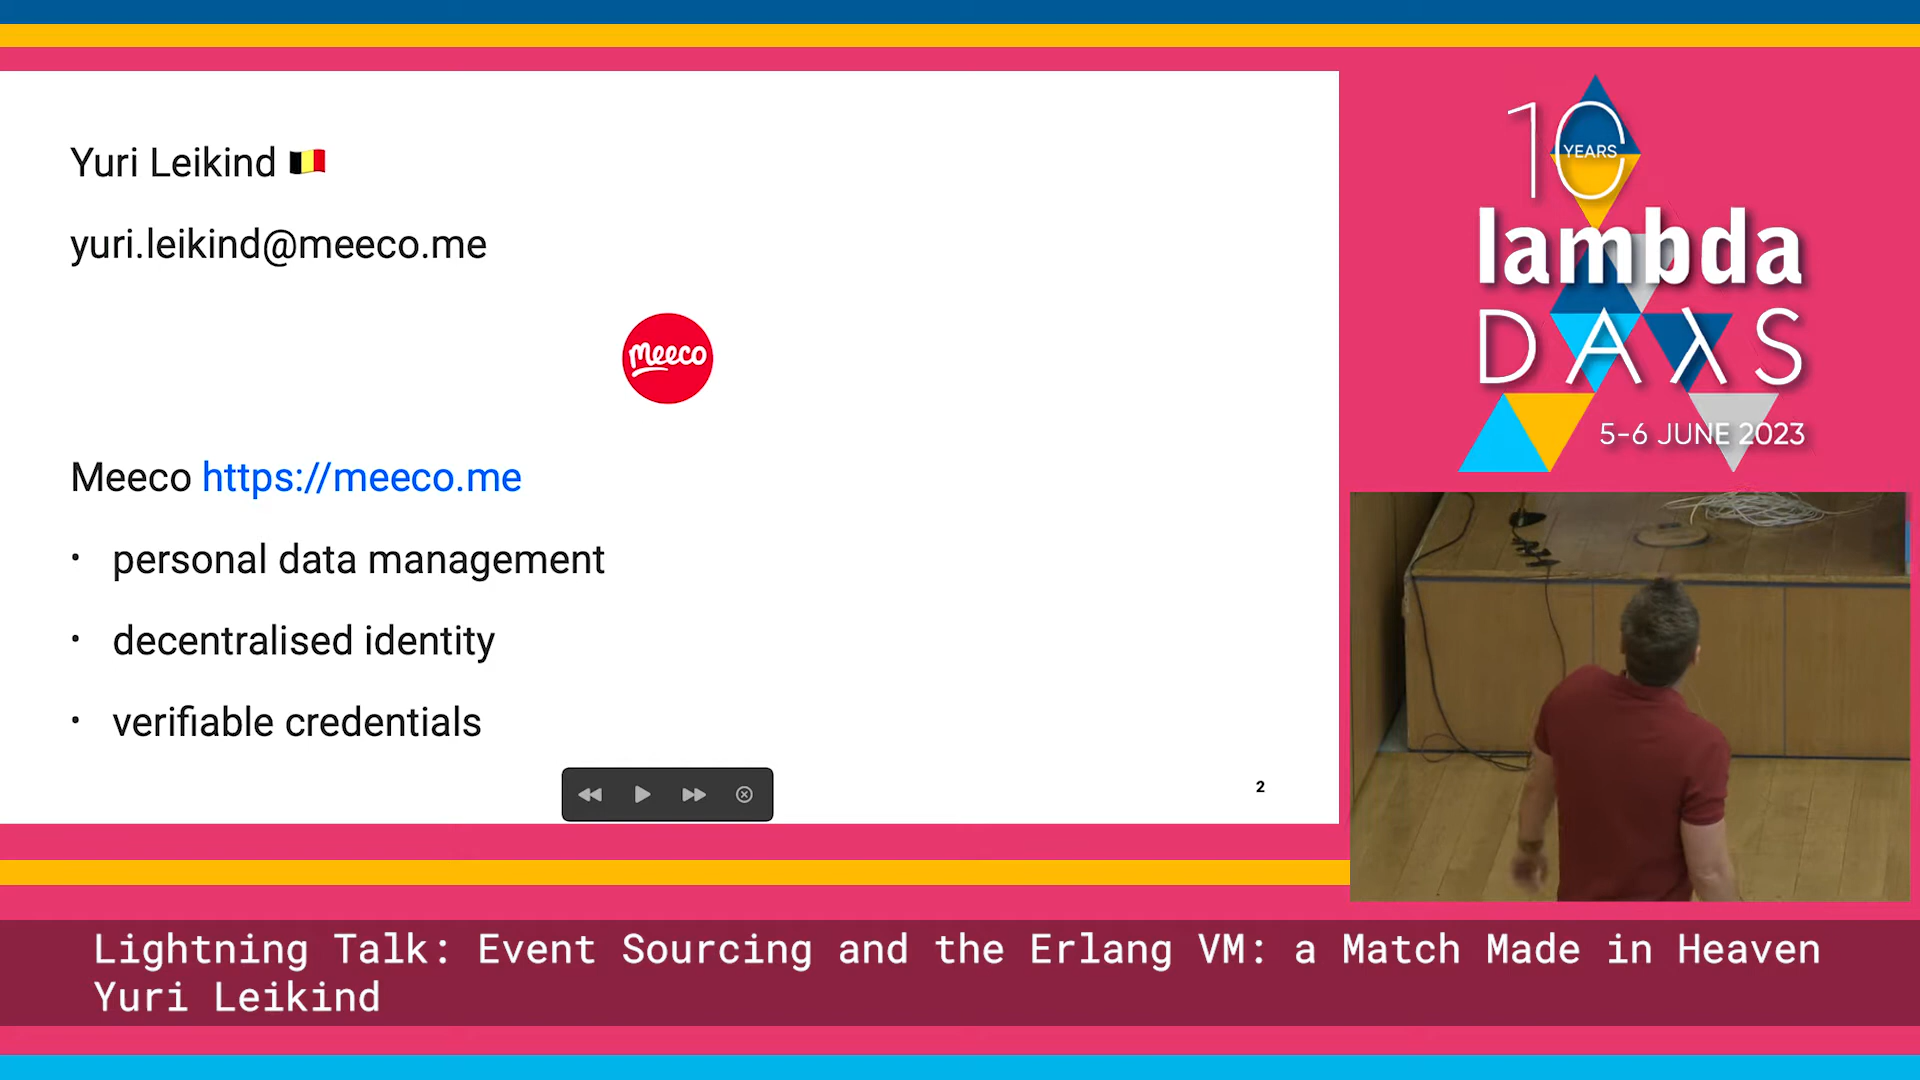 Yuri Leikind 🇧🇪
yuri.leikind@meeco.me
meeco
Meeco https://meeco.me
• personal data management
• decentralised identity
• verifiable credentials
2
10
YEARS
lambda
DAλS
5-6 JUNE 2023
Lightning Talk: Event Sourcing and the Erlang VM: a Match Made in Heaven
Yuri Leikind